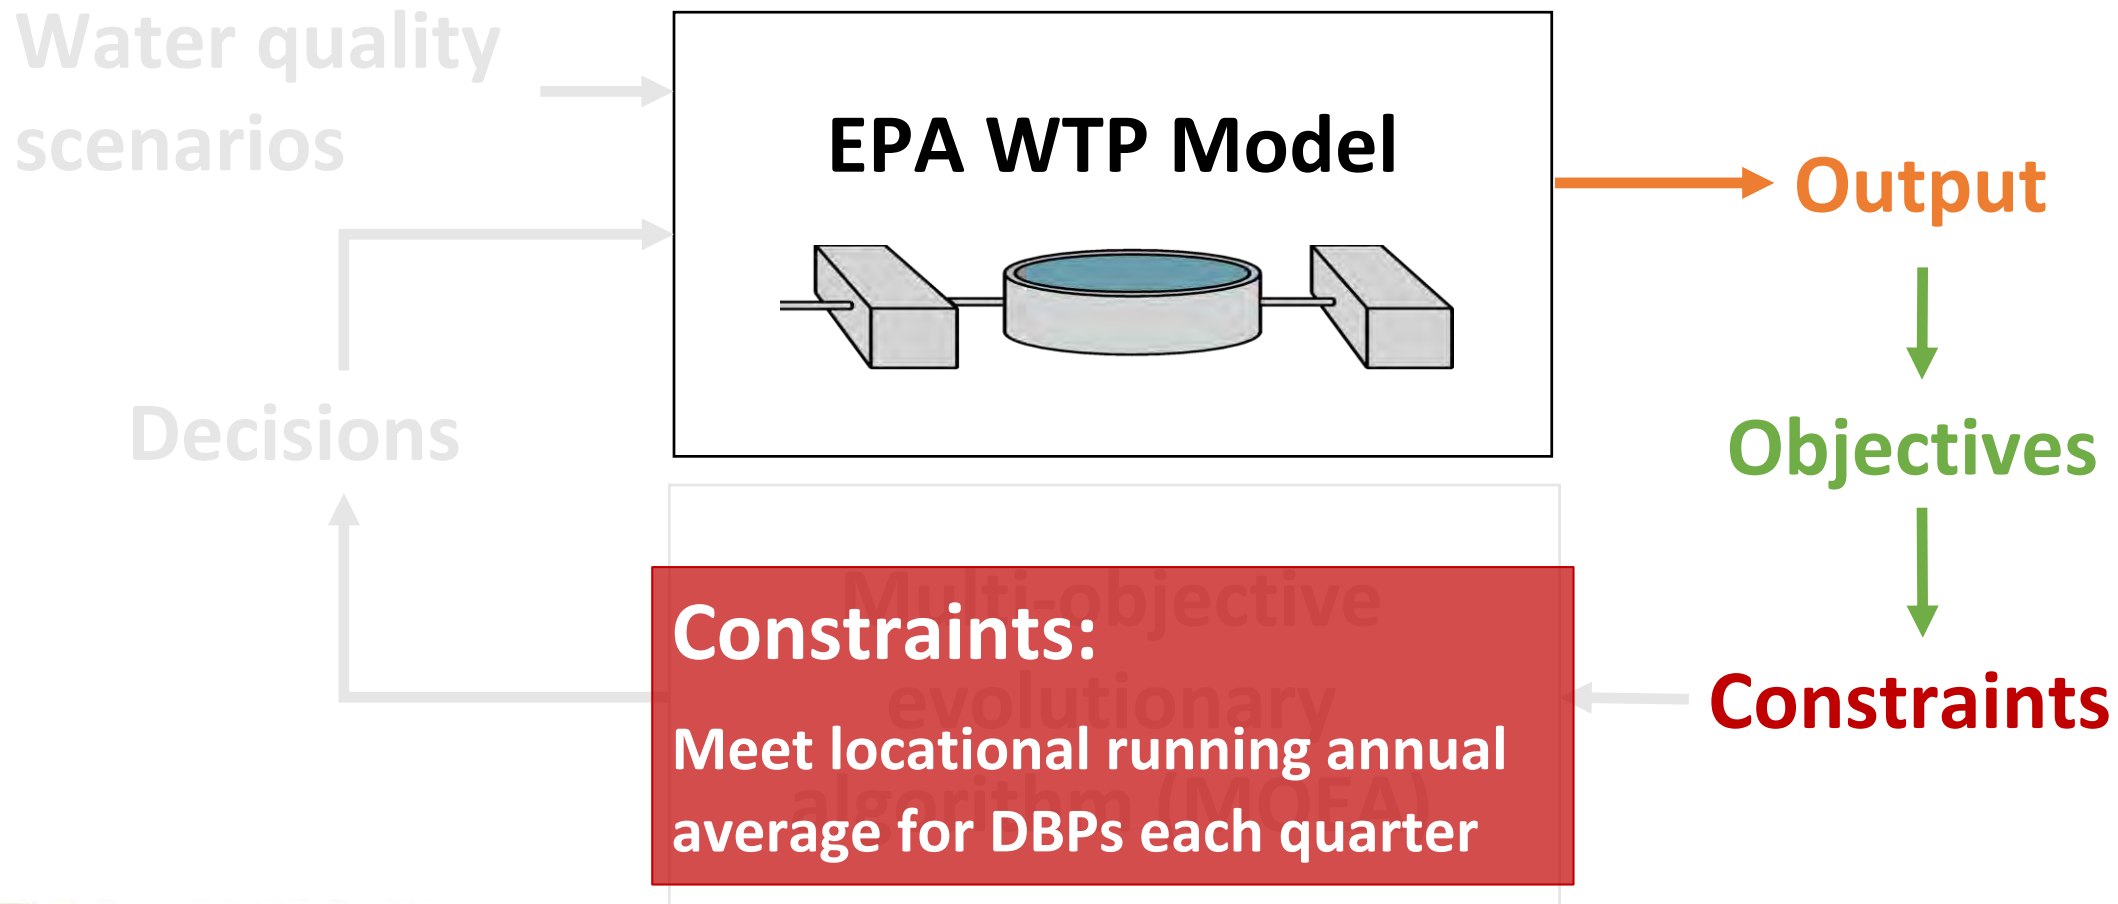 Water quality
scenarios
EPA WTP Model
Output
Decisions
Objectives
Multi-objective
evolutionary
algorithm (MOEA)
Constraints:
Meet locational running annual
average for DBPs each quarter
Constraints